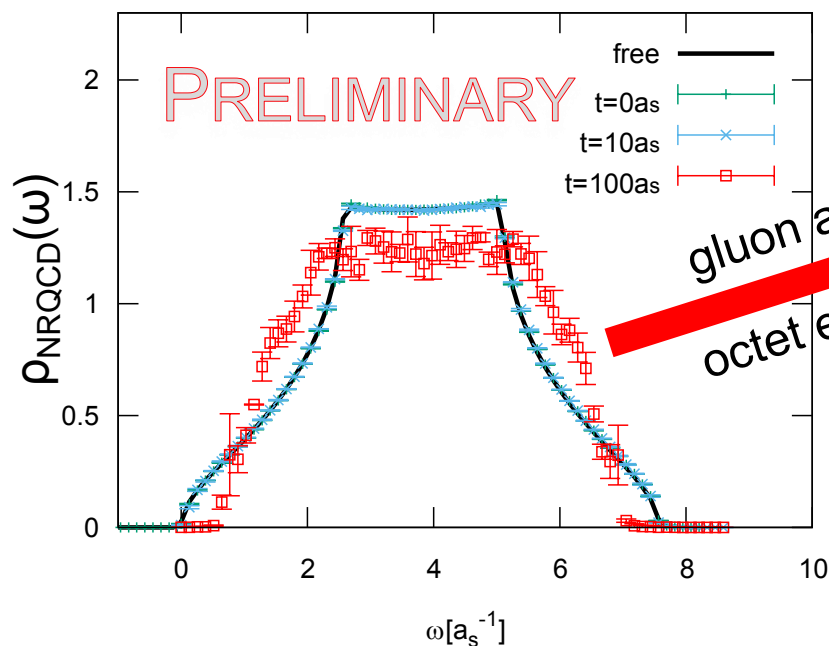 PRELIMINARY
free
t=0as
t=10as
t=100as
2
1.5
1
0.5
0
ρNRQCD(ω)
gluon a
octet e
0 2 4 6 8 10
ω[as-1]